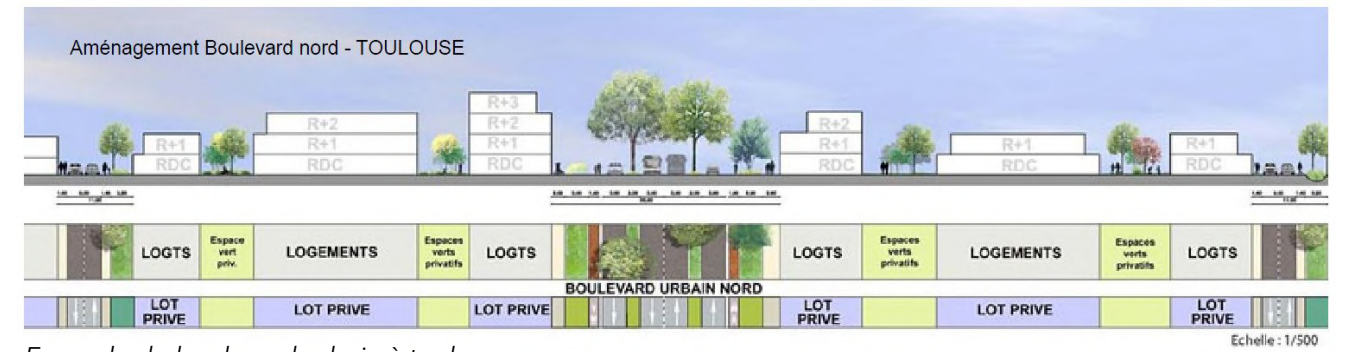 Aménagement Boulevard nord - TOULOUSE
R+3
R+2
R+2
R+2
R+1
R+1
R+1
R+1
R+1
RDC
RDC
RDC
RDC
RDC
RDC
LOGTS
Espace
vert
priv.
LOGEMENTS
Espaces
verts
privatifs
LOGTS
LOGTS
Espaces
verts
privatifs
LOGEMENTS
Espaces
verts
privatifs
LOGTS
BOULEVARD URBAIN NORD
LOT
PRIVE
LOT PRIVE
LOT PRIVE
LOT
PRIVE
LOT PRIVE
LOT
PRIVE
Echelle : 1/500